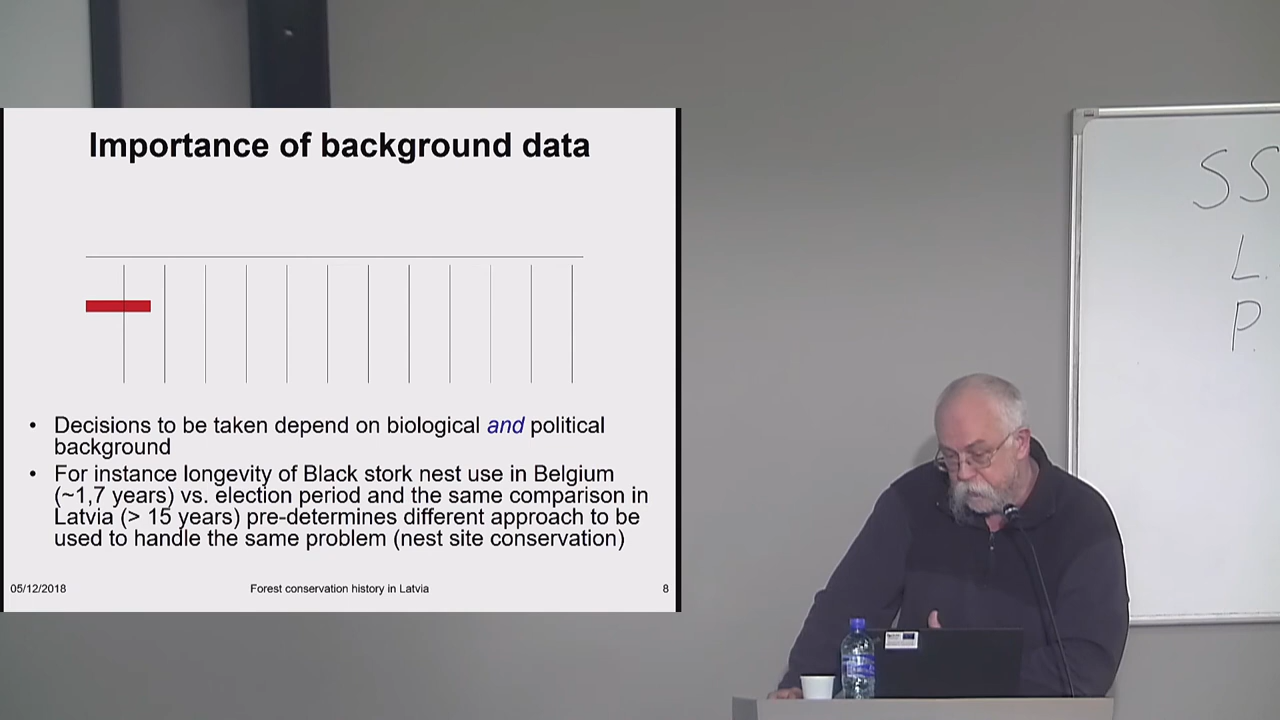 Importance of background data
• Decisions to be taken depend on biological and political
background
• For instance longevity of Black stork nest use in Belgium
(~1,7 years) vs. election period and the same comparison in
Latvia (> 15 years) pre-determines different approach to be
used to handle the same problem (nest site conservation)
05/12/2018 Forest conservation history in Latvia 8
SS
L.
P.